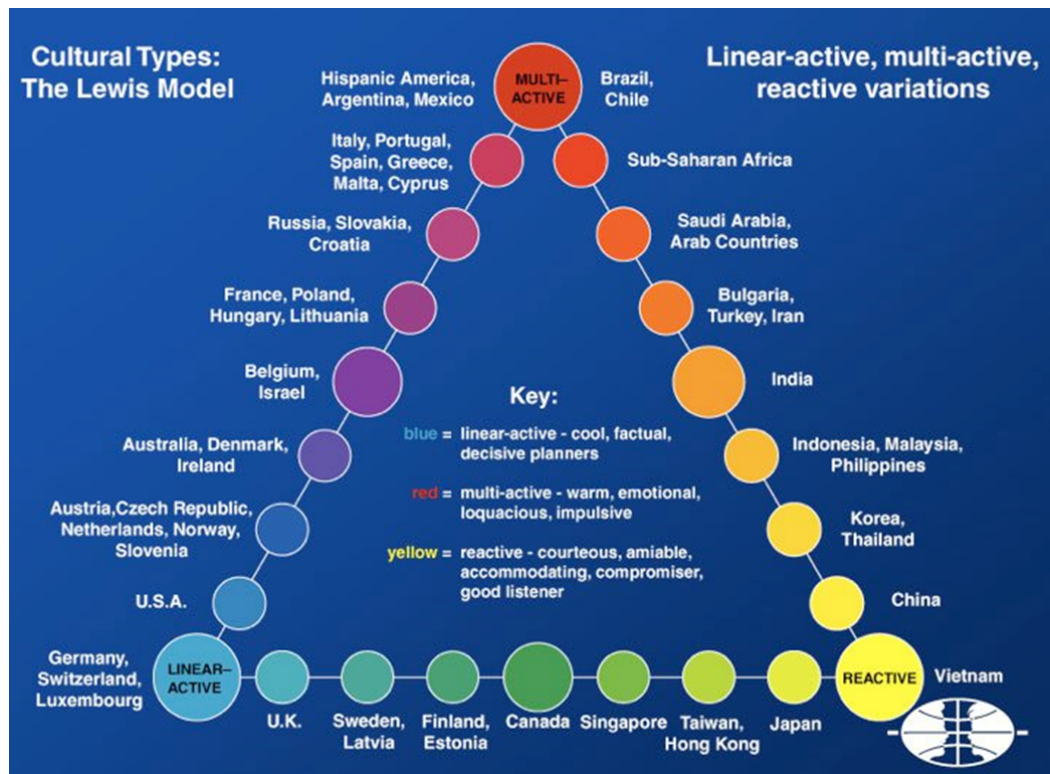 Cultural Types:
The Lewis Model
Linear-active, multi-active,
reactive variations
MULTI–
ACTIVE
Hispanic America,
Argentina, Mexico
Brazil,
Chile
Italy, Portugal,
Spain, Greece,
Malta, Cyprus
Sub-Saharan Africa
Russia, Slovakia,
Croatia
Saudi Arabia,
Arab Countries
France, Poland,
Hungary, Lithuania
Bulgaria,
Turkey, Iran
Belgium,
Israel
India
Key:
blue = linear-active - cool, factual,
decisive planners
red = multi-active - warm, emotional,
loquacious, impulsive
yellow = reactive - courteous, amiable,
accommodating, compromiser,
good listener
Australia, Denmark,
Ireland
Indonesia, Malaysia,
Philippines
Austria,Czech Republic,
Netherlands, Norway,
Slovenia
Korea,
Thailand
U.S.A.
China
Germany,
Switzerland,
Luxembourg
LINEAR–
ACTIVE
REACTIVE
Vietnam
U.K.
Sweden,
Latvia
Finland,
Estonia
Canada
Singapore
Taiwan,
Hong Kong
Japan